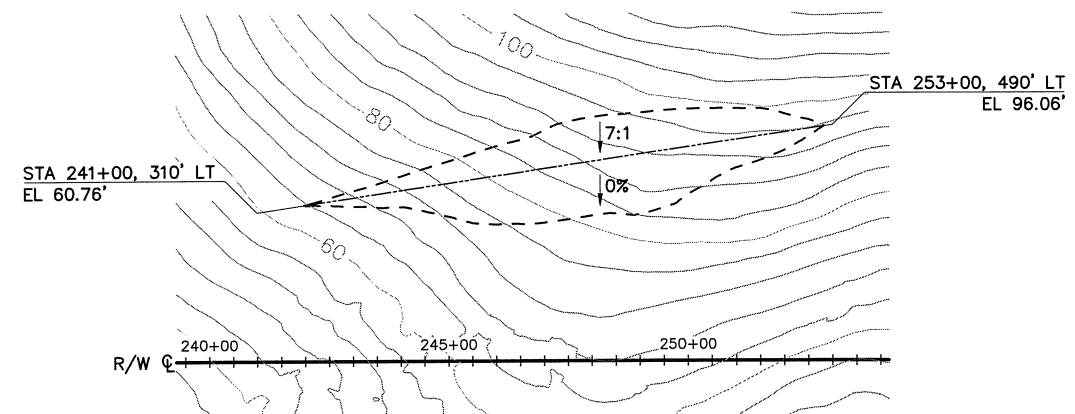 100
STA 253+00, 490' LT
EL 96.06'
80
7:1
STA 241+00, 310' LT
EL 60.76'
0%
60
240+00
245+00
250+00
R/W ℄